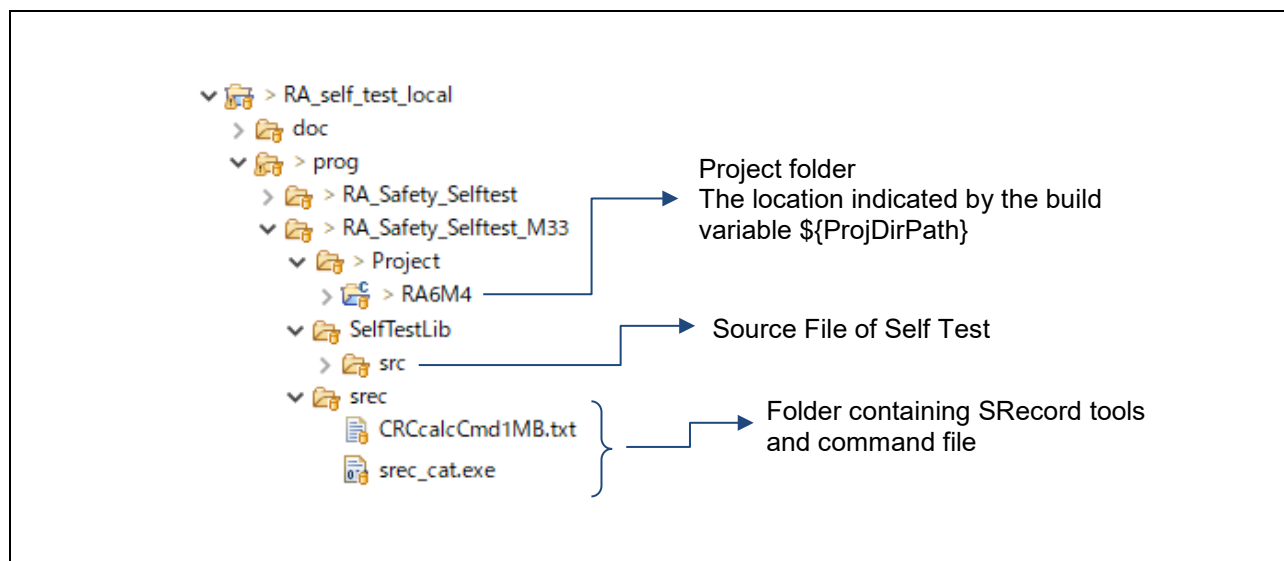 > RA_self_test_local
doc
> prog
> RA_Safety_Selftest
> RA_Safety_Selftest_M33
> Project
> RA6M4
SelfTestLib
src
srec
CRCcalcCmd1MB.txt
srec_cat.exe
Project folder
The location indicated by the build
variable ${ProjDirPath}
Source File of Self Test
Folder containing SRecord tools
and command file